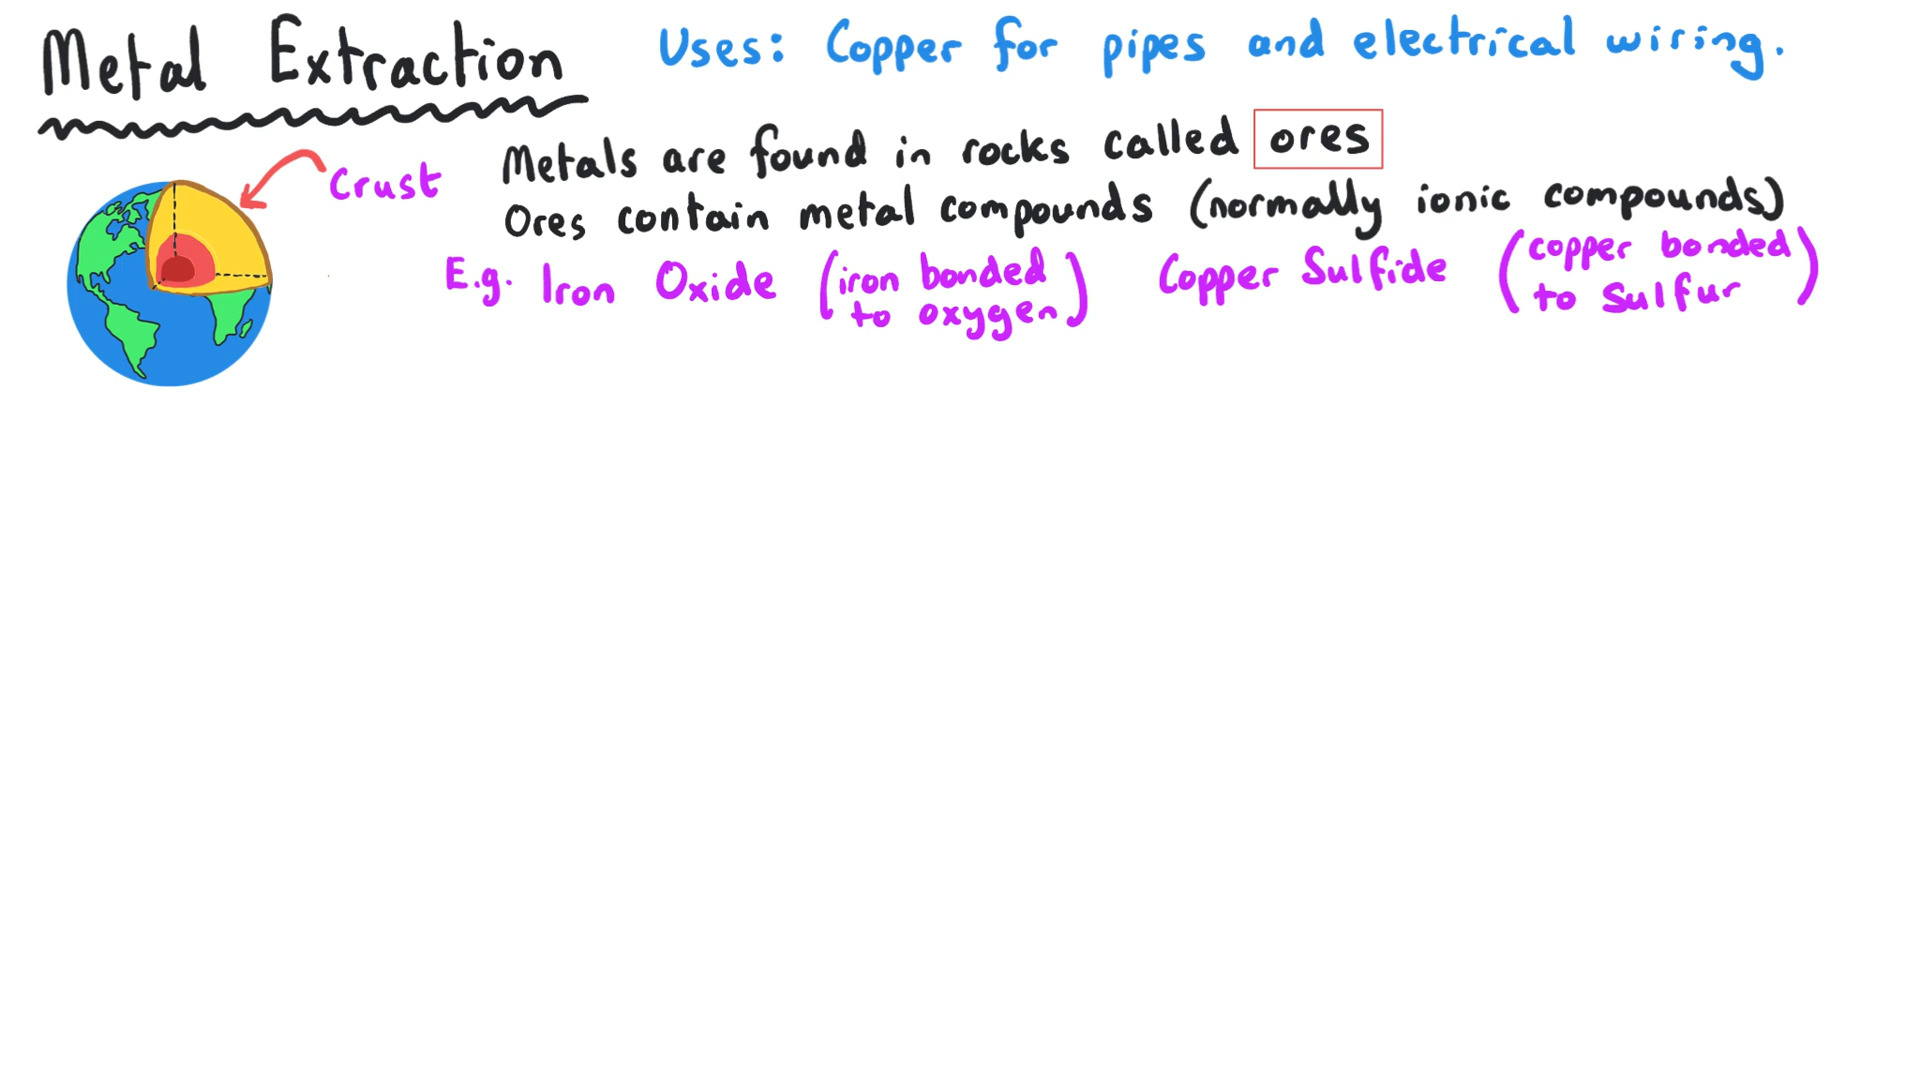 Metal Extraction
Uses: Copper for pipes and electrical wiring.
Crust
Metals are found in rocks called ores
Ores contain metal compounds (normally ionic compounds)
E.g. Iron Oxide (iron bonded to oxygen) Copper Sulfide (copper bonded to sulfur)